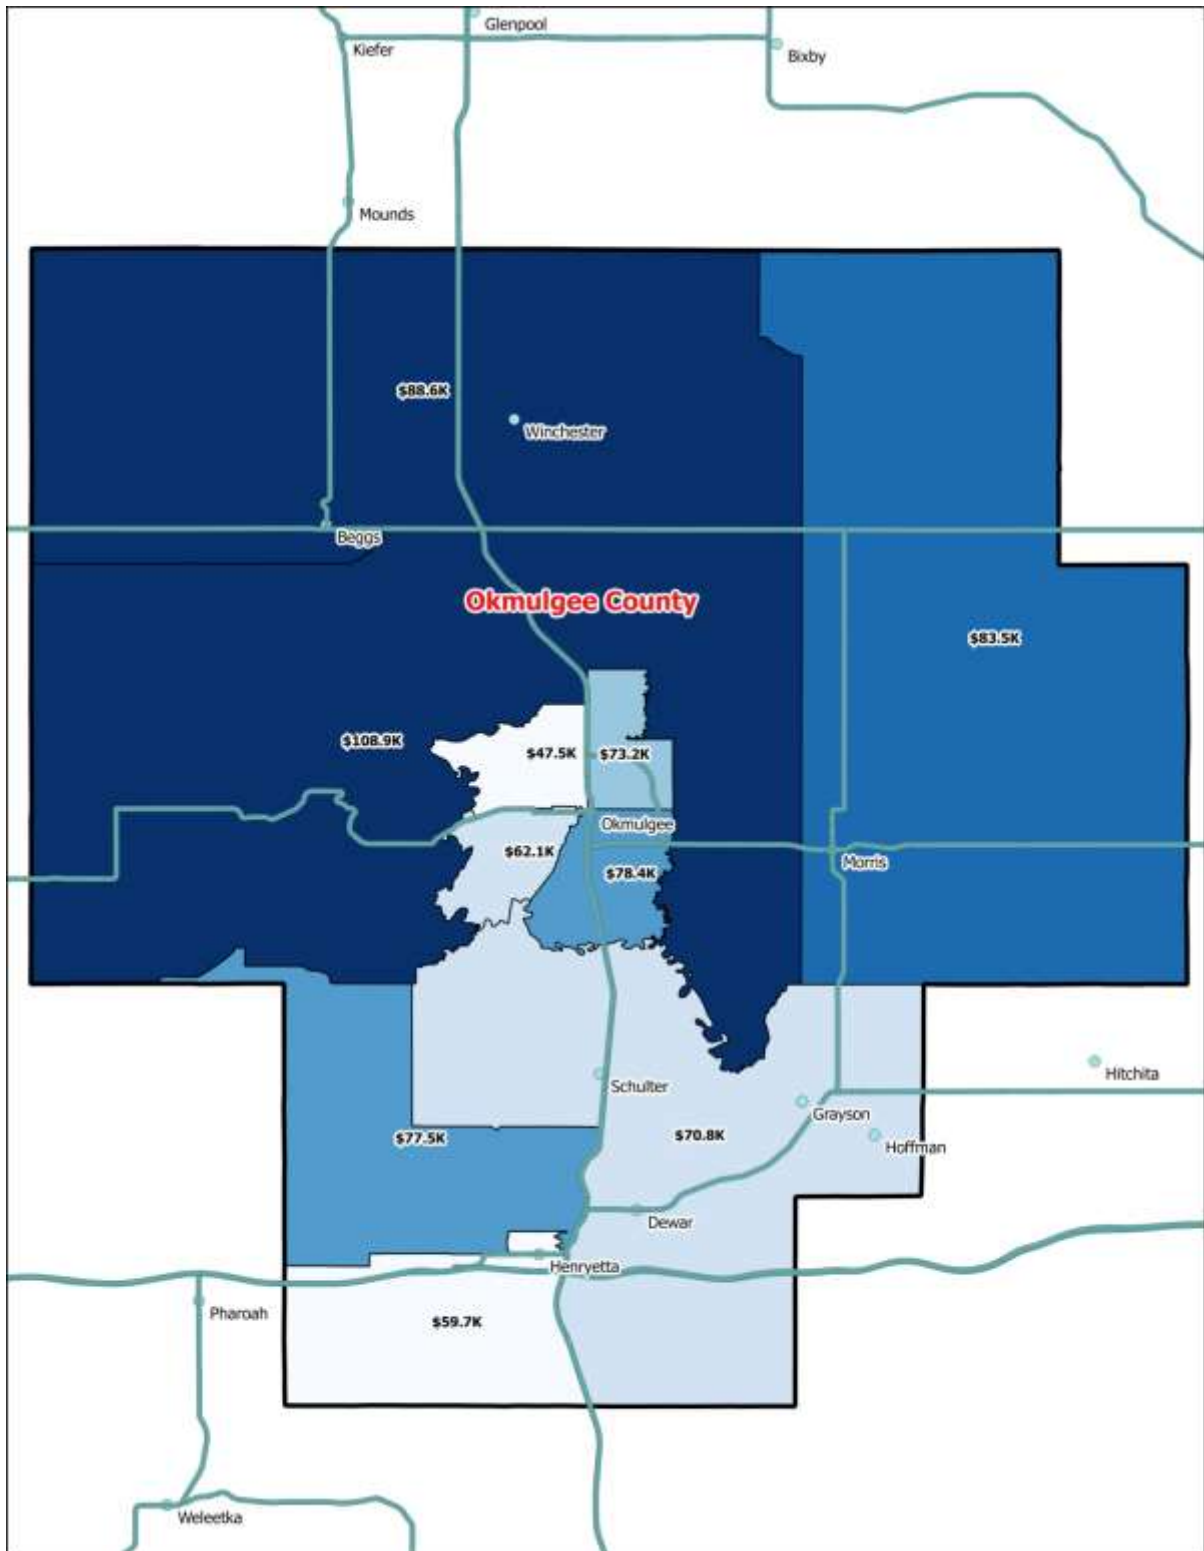 Glenpool
Kiefer
Bixby
Mounds
$88.6K
Winchester
Beggs
Okmulgee County
$83.5K
$108.9K
$47.5K
$73.2K
Okmulgee
$62.1K
Morris
$78.4K
Hitchita
Schulter
Grayson
$77.5K
$70.8K
Hoffman
Dewar
Henryetta
Pharoah
$59.7K
Weleetka